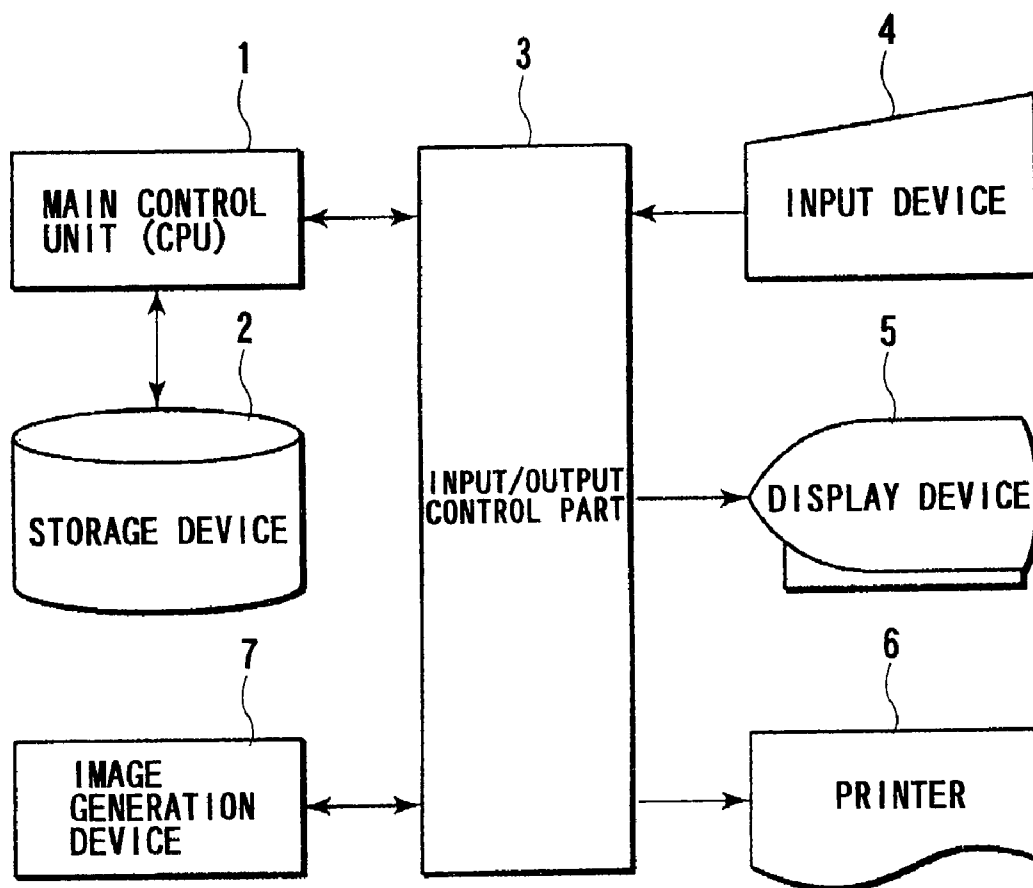 1
MAIN CONTROL
UNIT (CPU)
2
STORAGE DEVICE
7
IMAGE
GENERATION
DEVICE
3
INPUT/OUTPUT
CONTROL PART
4
INPUT DEVICE
5
DISPLAY DEVICE
6
PRINTER